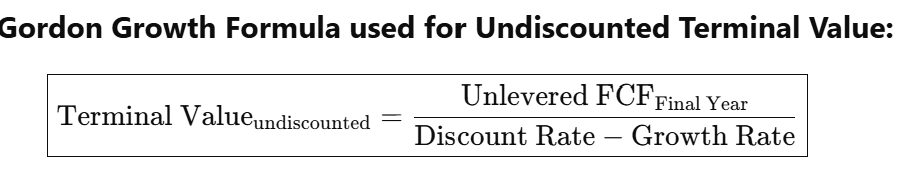 Gordon Growth Formula used for Undiscounted Terminal Value:
Terminal Value_undiscounted = Unlevered FCF_Final Year / Discount Rate − Growth Rate